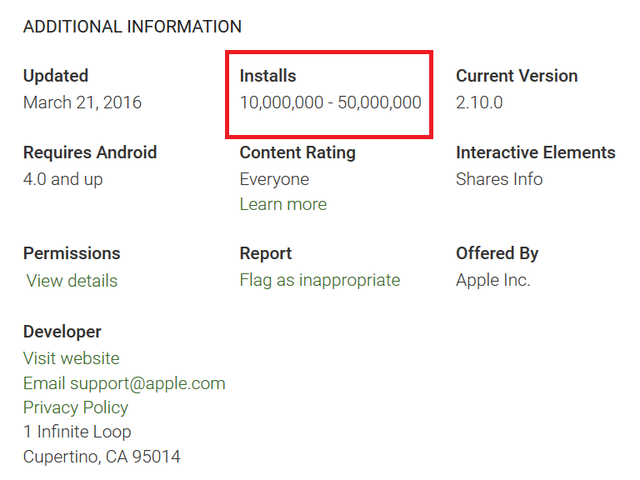 ADDITIONAL INFORMATION
Updated
March 21, 2016
Installs
10,000,000 - 50,000,000
Current Version
2.10.0
Requires Android
4.0 and up
Content Rating
Everyone
Learn more
Interactive Elements
Shares Info
Permissions
View details
Report
Flag as inappropriate
Offered By
Apple Inc.
Developer
Visit website
Email support@apple.com
Privacy Policy
1 Infinite Loop
Cupertino, CA 95014